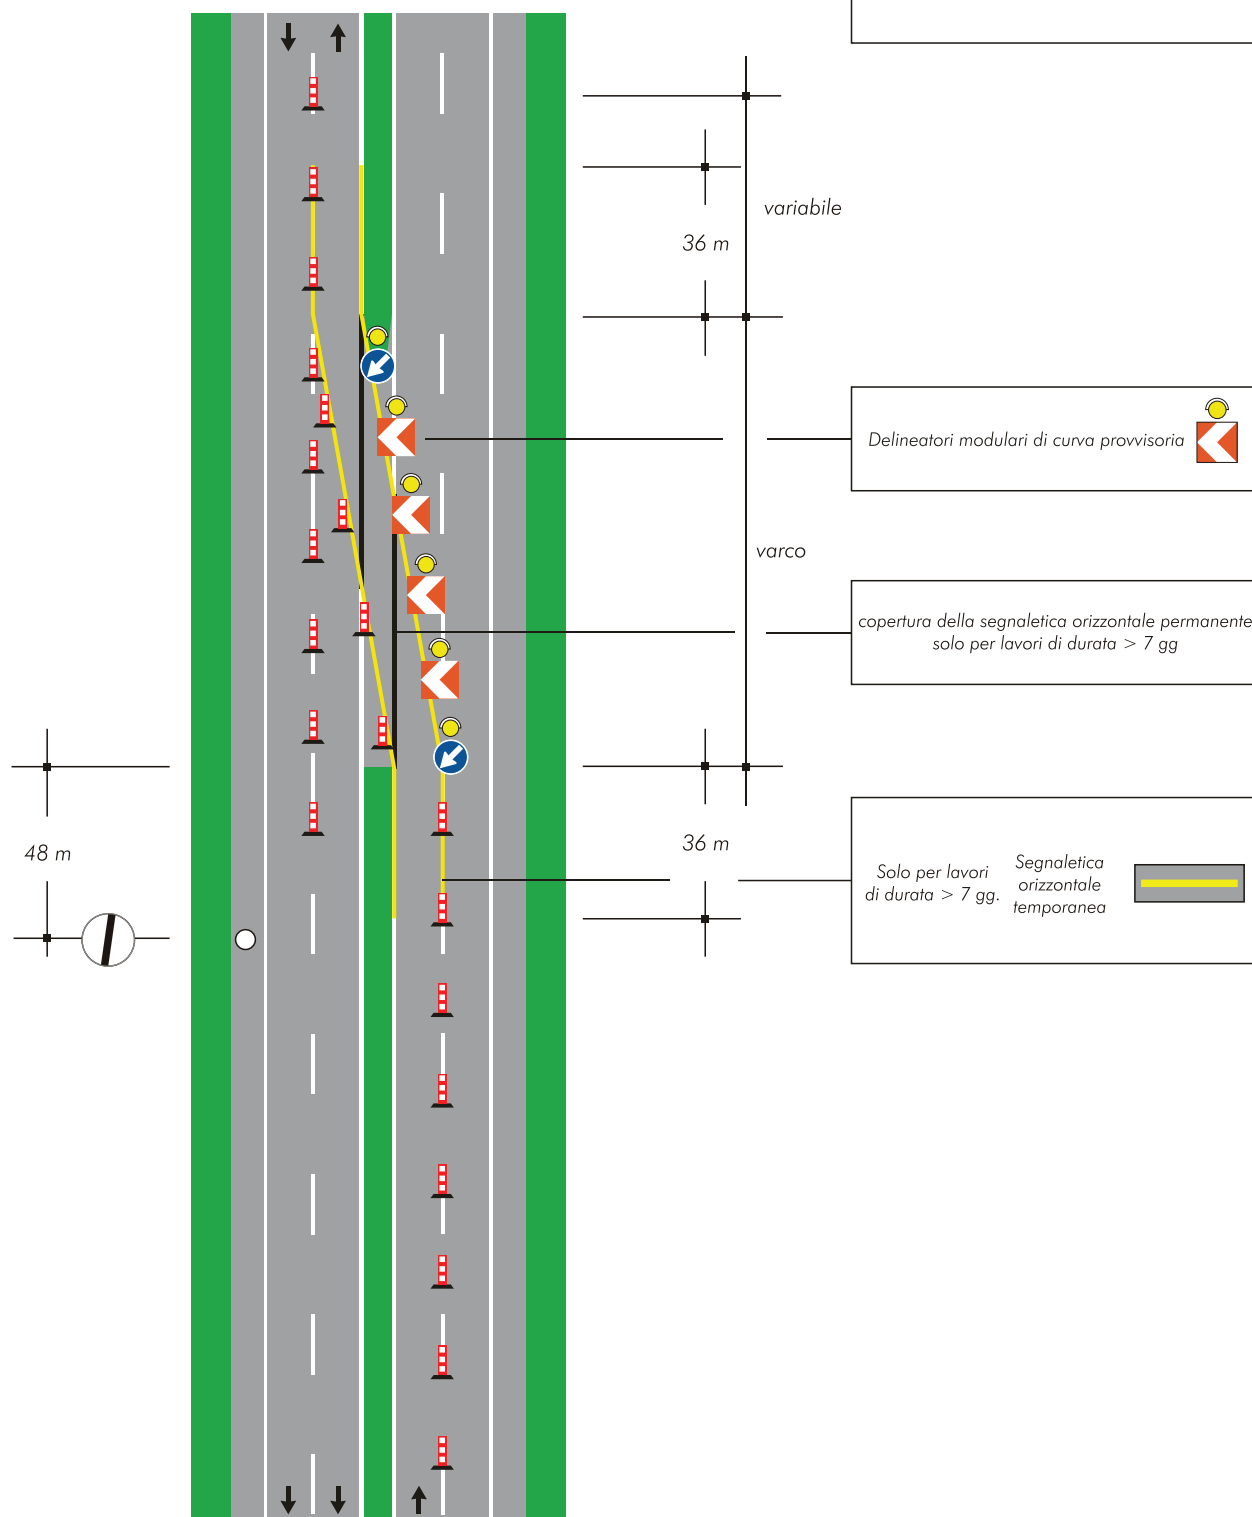 variabile
36 m
Delineatori modulari di curva provvisoria
varco
copertura della segnaletica orizzontale permanente
solo per lavori di durata > 7 gg
48 m
36 m
Solo per lavori
di durata > 7 gg.
Segnaletica
orizzontale
temporanea